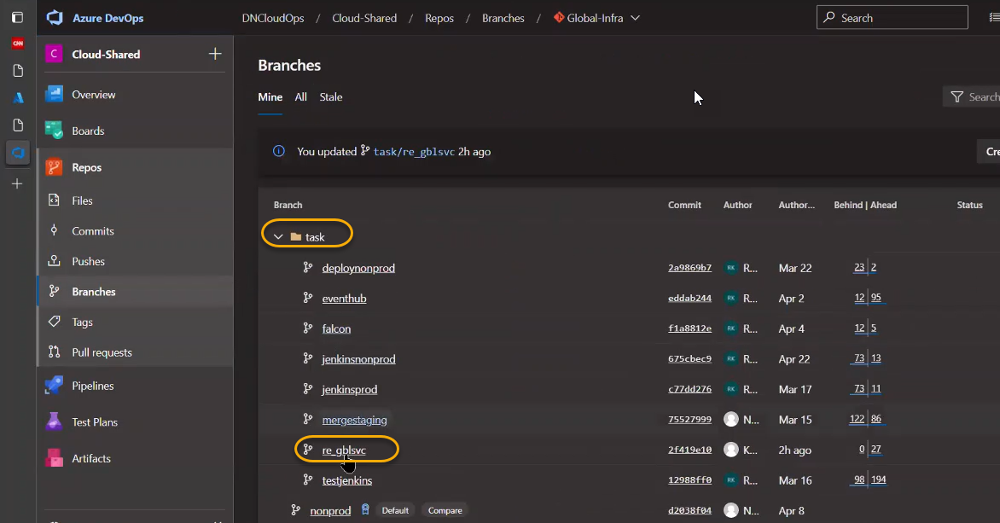 Azure DevOps DNCloudOps / Cloud-Shared / Repos / Branches / Global-Infra Search
CNN
C Cloud-Shared
Overview
Boards
Repos
Files
Commits
Pushes
Branches
Tags
Pull requests
Pipelines
Test Plans
Artifacts
Branches
Mine All Stale
Search
You updated task/re_gblsvc 2h ago
Cre
Branch Commit Author Author... Behind | Ahead Status
task
deploynonprod 2a9869b7 RK R... Mar 22 23 2
eventhub eddab244 RK R... Apr 2 12 95
falcon f1a8812e RK R... Apr 4 12 5
jenkinsnonprod 675cbec9 RK R... Apr 22 73 13
jenkinsprod c77dd276 RK R... Mar 17 73 11
mergestaging 75527999 N... Mar 15 122 86
re_gblsvc 2f419e10 K... 2h ago 0 27
testjenkins 12988ff0 RK R... Mar 16 98 194
nonprod Default Compare d2038f04 N... Apr 8